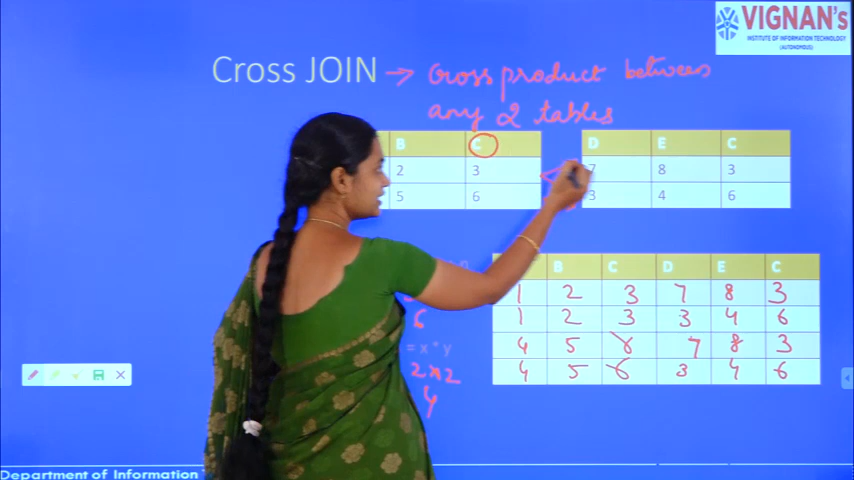 VIGNAN's
INSTITUTE OF INFORMATION TECHNOLOGY
(AUTONOMOUS)
Cross JOIN → Cross product between
any 2 tables
B C D E C
2 3 7 8 3
5 6 3 4 6
B C D E C
1 2 3 7 8 3
1 2 3 3 4 6
4 5 6 7 8 3
4 5 6 3 4 6
6
= x * y
2 x 2
4
Department of Information